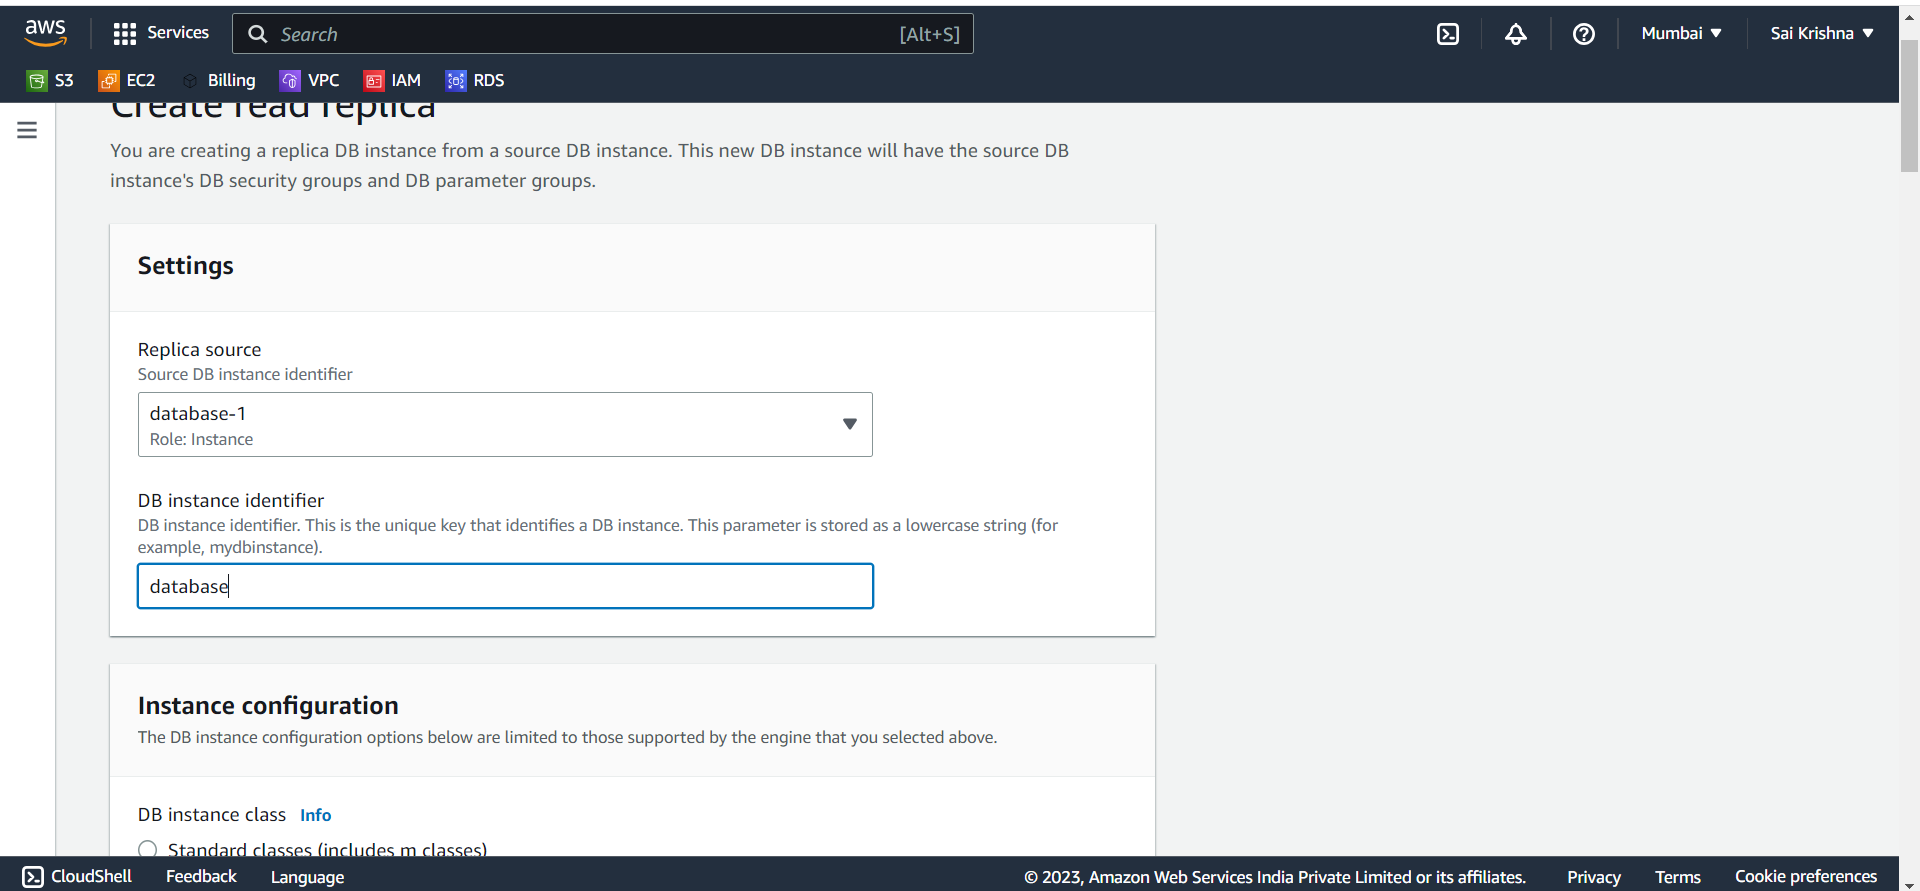 aws
Services
Search
[Alt+S]
Mumbai
Sai Krishna
S3
EC2
Billing
VPC
IAM
RDS
Create read replica
You are creating a replica DB instance from a source DB instance. This new DB instance will have the source DB
instance's DB security groups and DB parameter groups.
Settings
Replica source
Source DB instance identifier
database-1
Role: Instance
DB instance identifier
DB instance identifier. This is the unique key that identifies a DB instance. This parameter is stored as a lowercase string (for
example, mydbinstance).
database
Instance configuration
The DB instance configuration options below are limited to those supported by the engine that you selected above.
DB instance class Info
Standard classes (includes m classes)
CloudShell
Feedback
Language
© 2023, Amazon Web Services India Private Limited or its affiliates.
Privacy
Terms
Cookie preferences